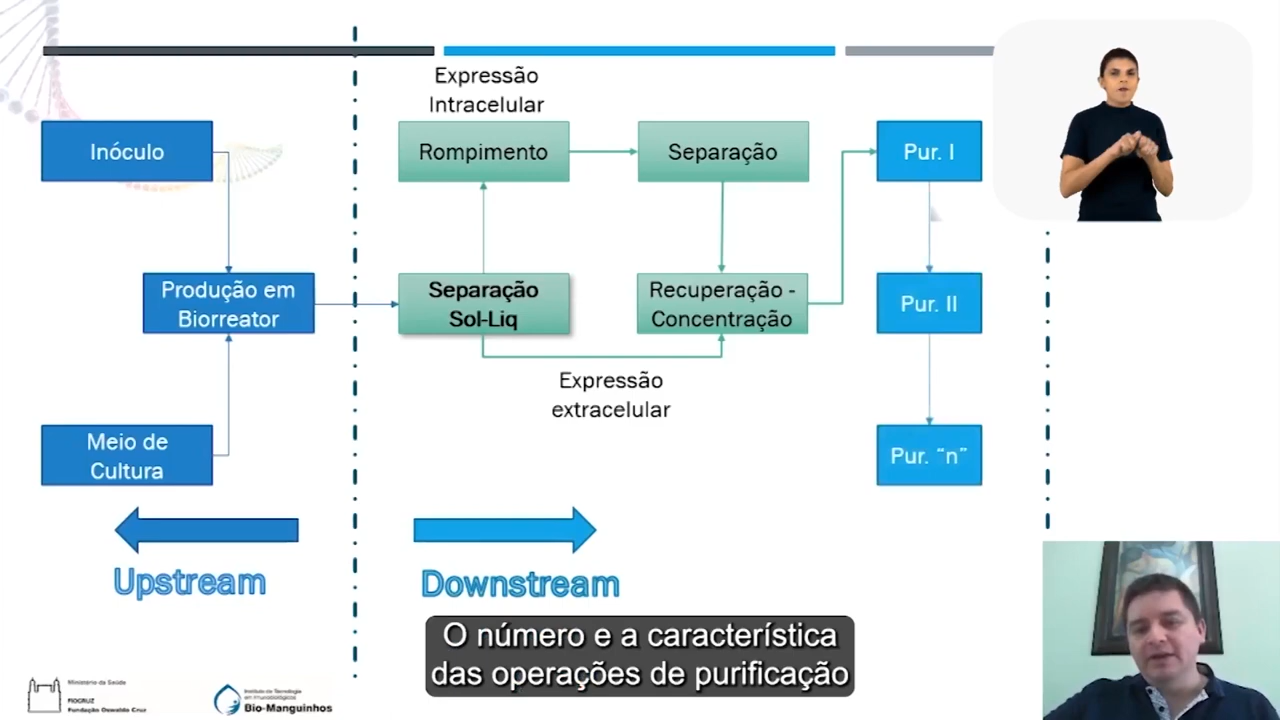 Expressão
Intracelular
Inóculo
Rompimento
Separação
Pur. I
Produção em
Biorreator
Separação
Sol-Liq
Recuperação -
Concentração
Pur. II
Expressão
extracelular
Meio de
Cultura
Pur. “n”
Upstream
Downstream
O número e a característica
das operações de purificação
Ministério da Saúde
FIOCRUZ
Fundação Oswaldo Cruz
Instituto de Tecnologia
em Imunobiológicos
Bio-Manguinhos